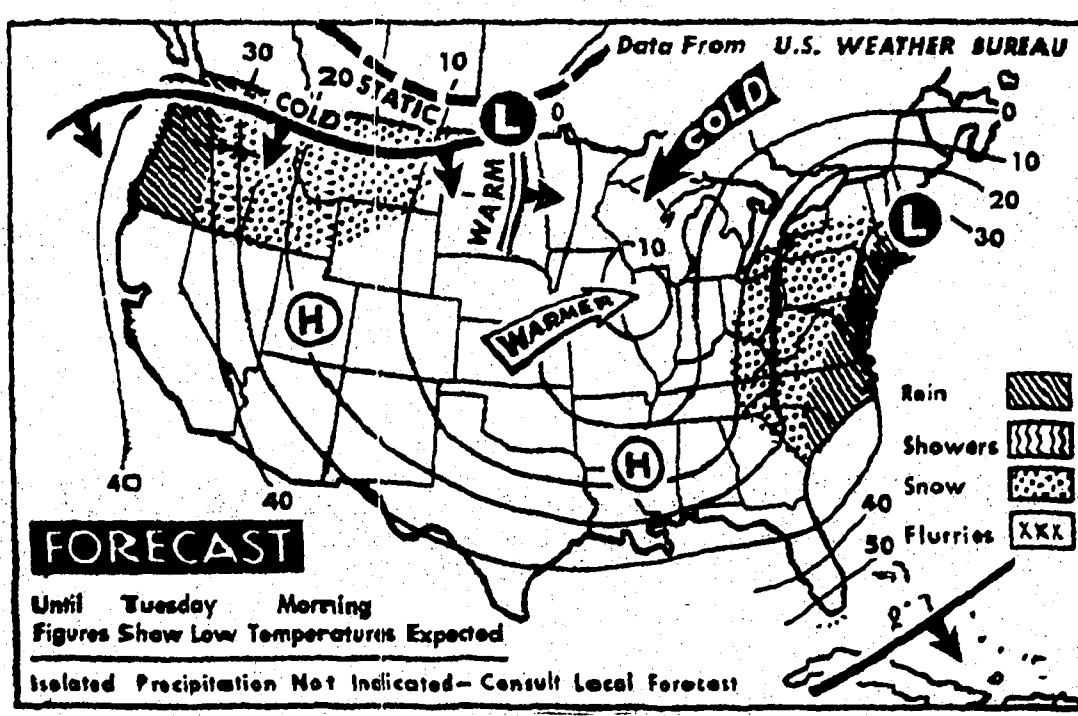 Data From U.S. WEATHER BUREAU
30
20 STATIC
10
COLD
L
0
COLD
0
10
20
30
WARM
L
10
H
WARMER
H
Rain
Showers
Snow
Flurries XXX
40
40
40
50
FORECAST
Until Tuesday Morning
Figures Show Low Temperatures Expected
Isolated Precipitation Not Indicated- Consult Local Forecast